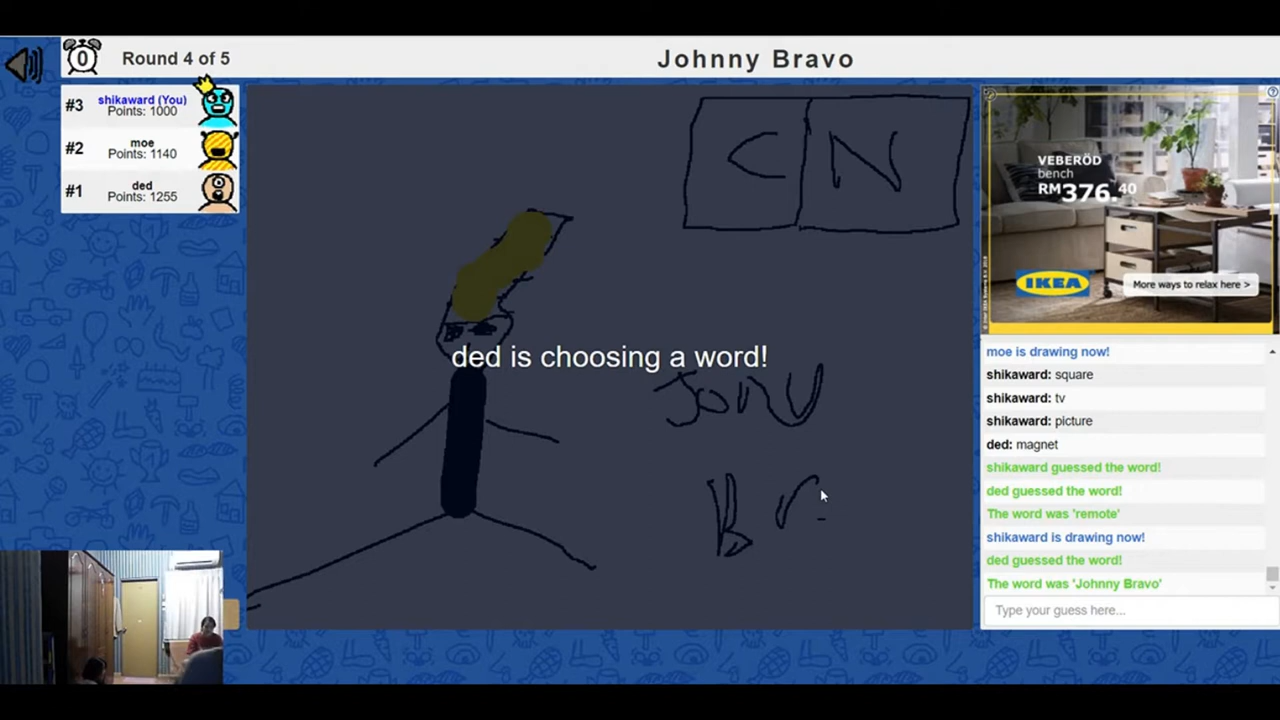 0
Round 4 of 5
Johnny Bravo
#3
shikaward (You)
Points: 1000
#2
moe
Points: 1140
#1
ded
Points: 1255
C N
ded is choosing a word!
JONU
Br
VEBERÖD
bench
RM376.40
IKEA
More ways to relax here >
moe is drawing now!
shikaward: square
shikaward: tv
shikaward: picture
ded: magnet
shikaward guessed the word!
ded guessed the word!
The word was 'remote'
shikaward is drawing now!
ded guessed the word!
The word was 'Johnny Bravo'
Type your guess here...